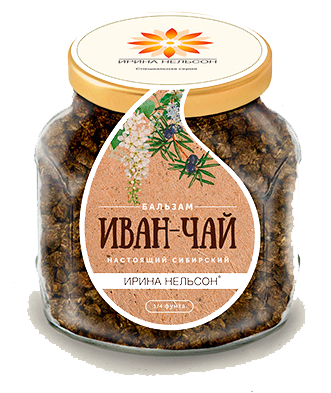 ИРИНА НЕЛЬСОН
Специальная серия
БАЛЬЗАМ
ИВАН-ЧАЙ
НАСТОЯЩИЙ СИБИРСКИЙ
ИРИНА НЕЛЬСОН®
1/4 ФУНТА